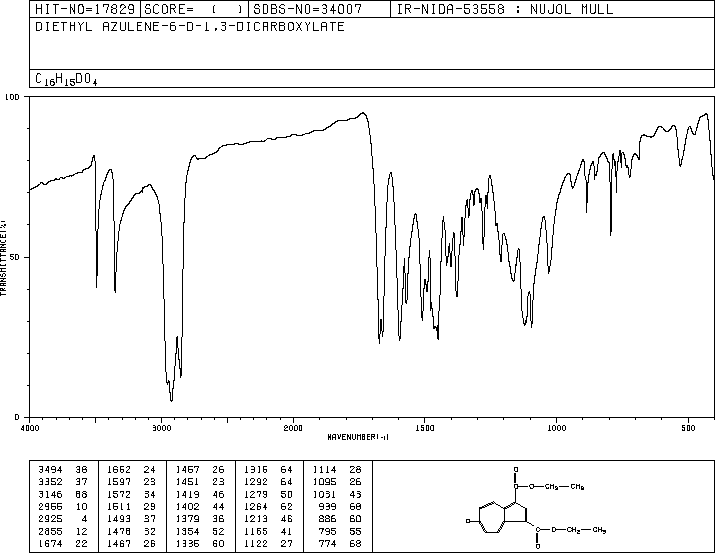 HIT-NO=17829 SCORE= ( ) SDBS-NO=34007 IR-NIDA-53558 : NUJOL MULL
DIETHYL AZULENE-6-D-1,3-DICARBOXYLATE
C16H15DO4
100
50
0
TRANSMITTANCE(%)
4000 3000 2000 1500 1000 500
WAVENUMBER(-1)
3494 38 1662 24 1457 26 1316 64 1114 28
3352 37 1597 23 1451 23 1292 64 1095 26
3146 68 1572 34 1419 46 1279 50 1031 43
2955 10 1511 29 1402 44 1264 62 939 68
2925 4 1493 37 1379 36 1213 46 886 60
2855 12 1478 32 1354 52 1165 41 795 55
1674 22 1467 26 1335 60 1122 27 774 68
O
C—O—CH2—CH3
D
C—O—CH2—CH3
O